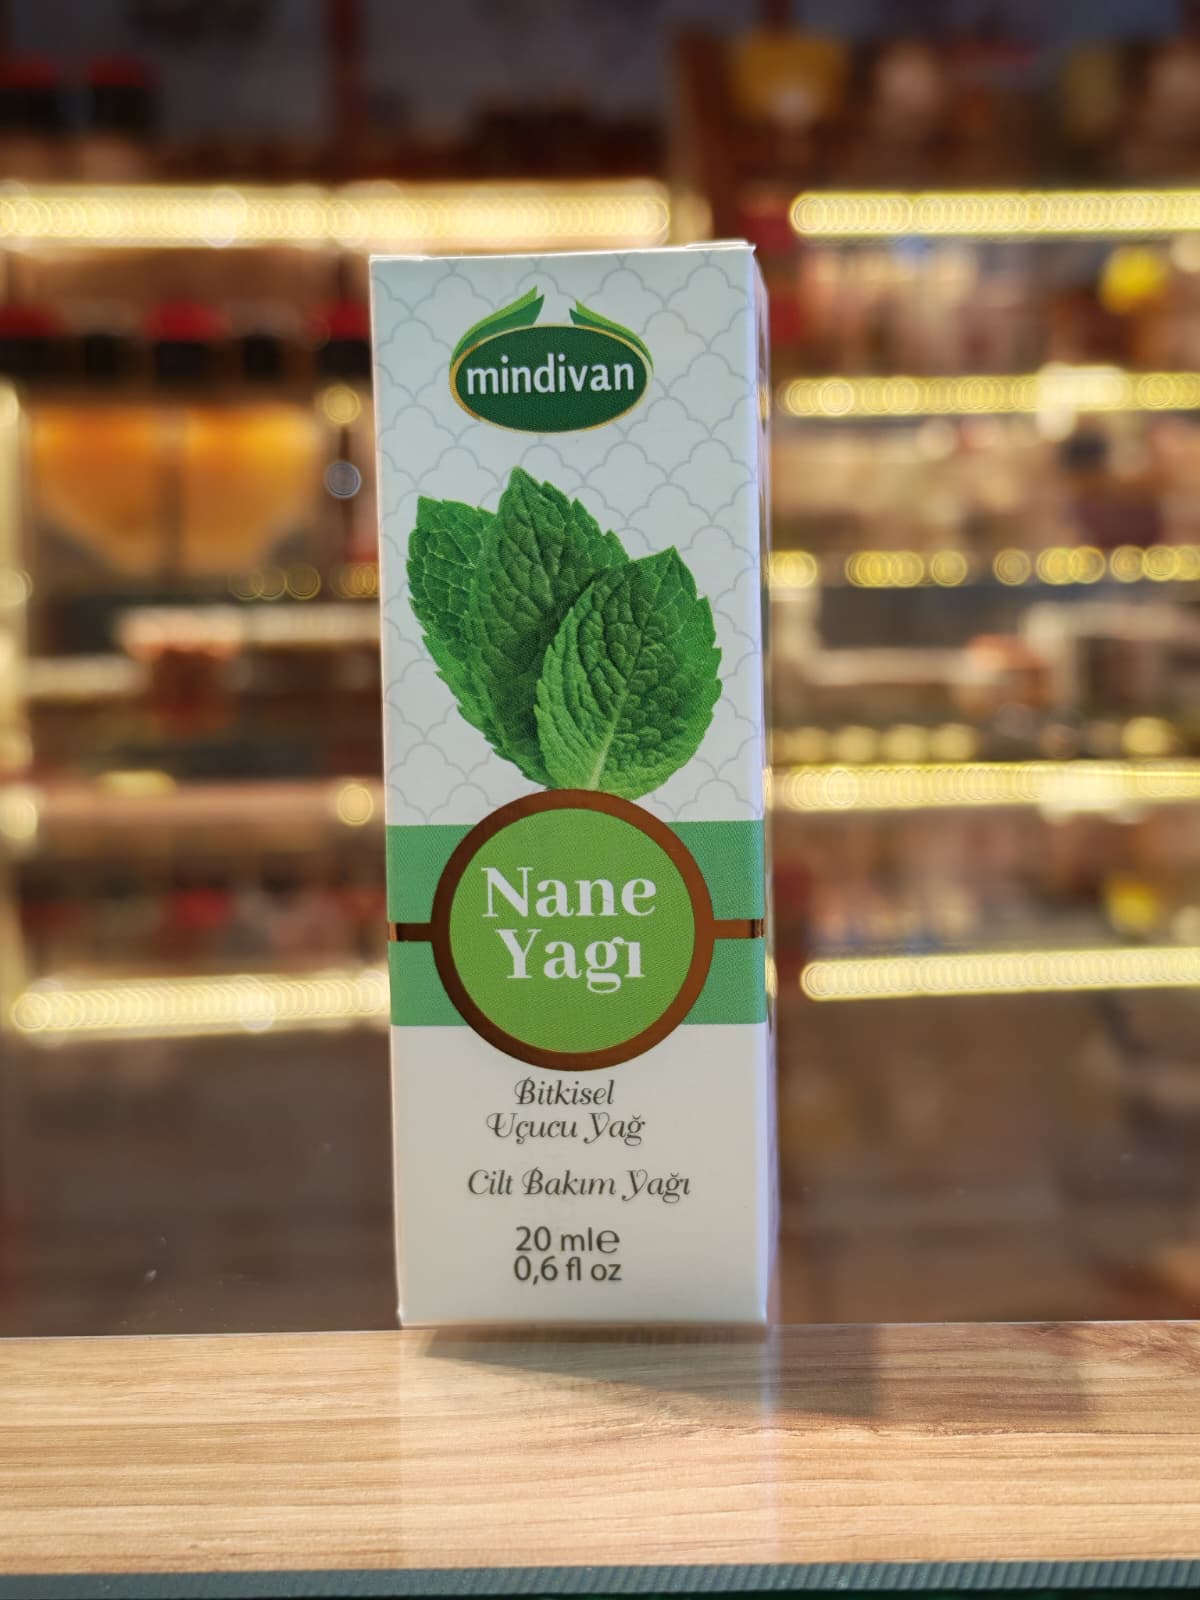 mindivan
Nane
Yagı
Bitkisel
Uçucu Yağ
Cilt Bakım Yağı
20 ml℮
0,6 fl oz